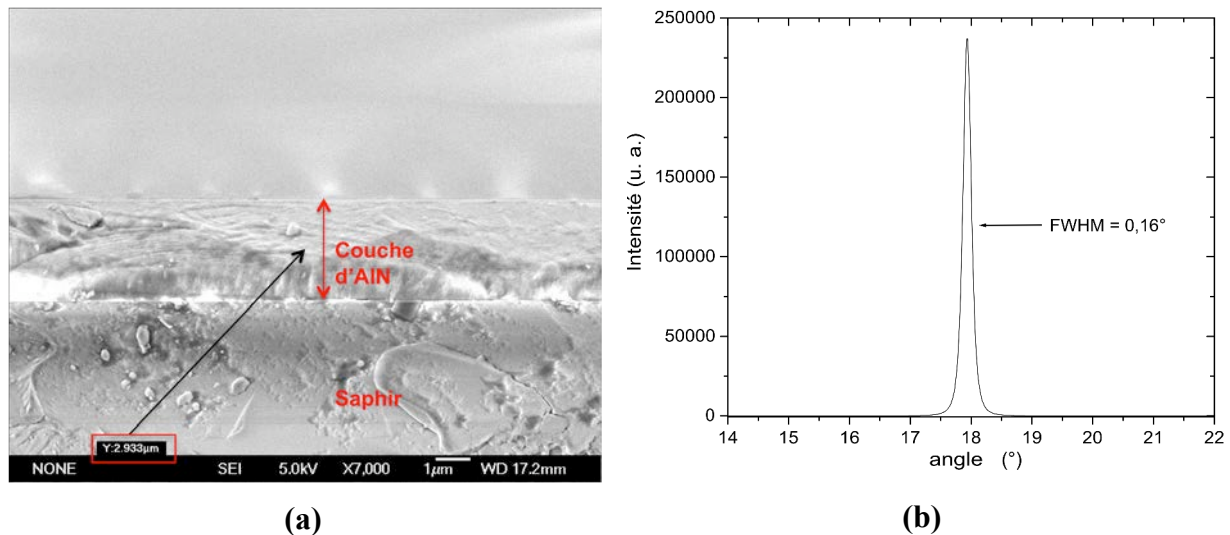 Couche
d'AlN
Saphir
Y:2.933µm
NONE SEI 5.0kV X7,000 1µm WD 17.2mm
(a)
250000
200000
150000
100000
50000
0
Intensité (u. a.)
FWHM = 0,16°
14 15 16 17 18 19 20 21 22
angle (°)
(b)